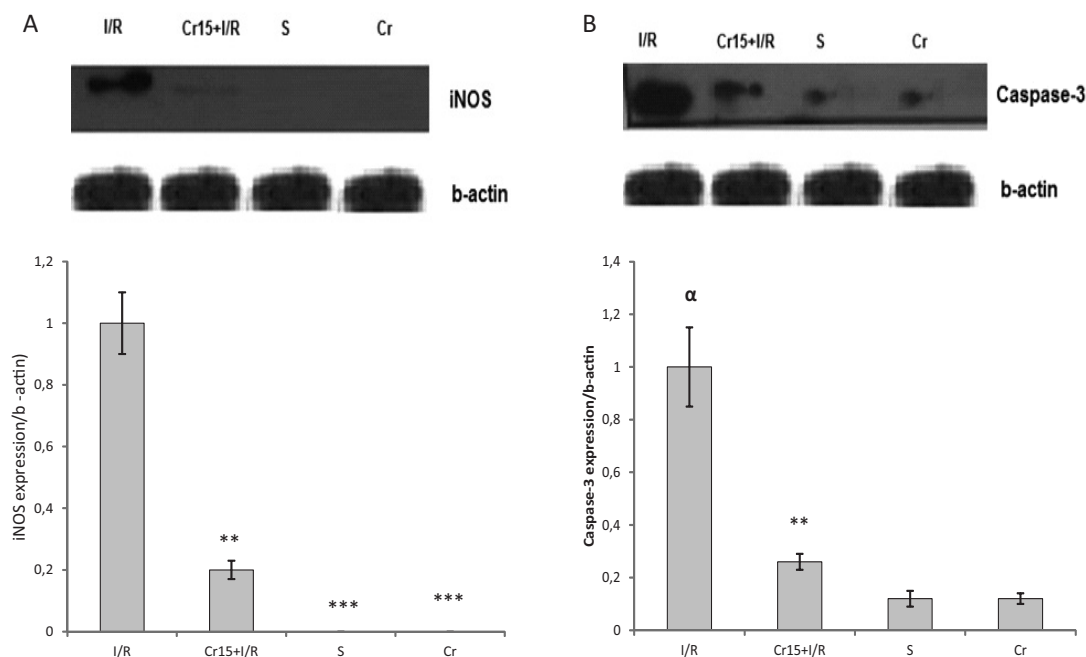 A
I/R Cr15+I/R S Cr
iNOS
b-actin
iNOS expression/b -actin)
1,2
1
0,8
0,6
0,4
0,2
0
**
***
***
I/R Cr15+I/R S Cr
B
I/R Cr15+I/R S Cr
Caspase-3
b-actin
Caspase-3 expression/b-actin
1,4
1,2
1
0,8
0,6
0,4
0,2
0
α
**
I/R Cr15+I/R S Cr